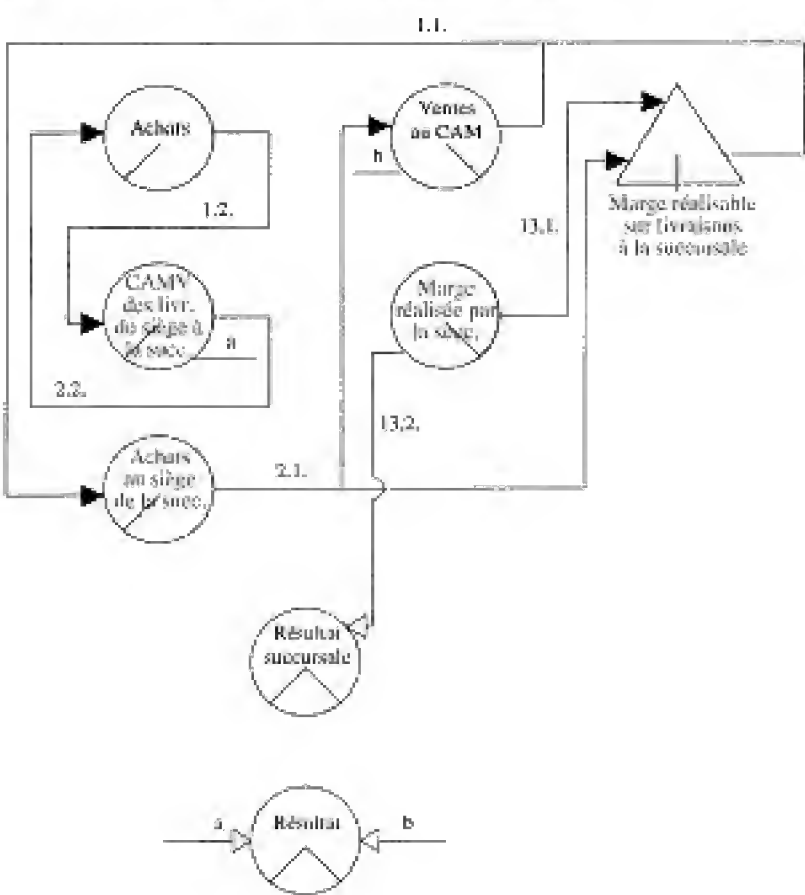 1.1.
Achats
Ventes
ou CAM
b
1.2.
13.1.
Marge réalisable
sur livraisons
à la succursale
CAMV
des livr.
du siège à
la succ.
a
Marge
réalisée par
la succ.
2.2.
13.2.
Achats
au siège
de la succ.
2.1.
Résultat
succursale
a
Résultat
b